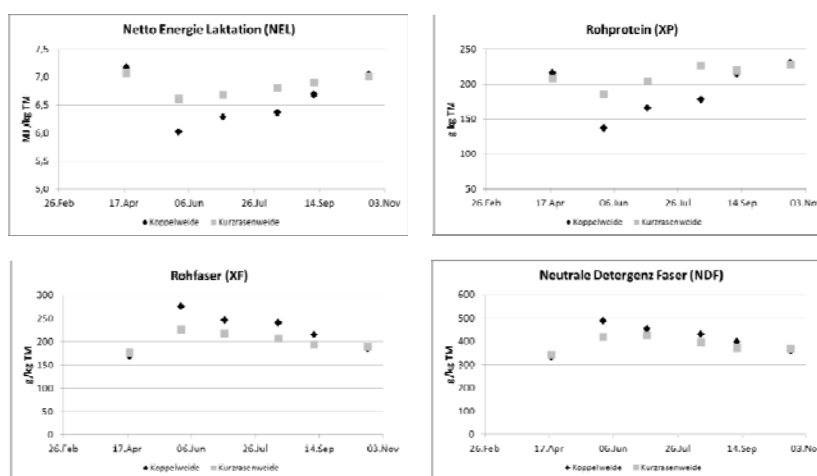 Netto Energie Laktation (NEL)
7,5
7,0
6,5
6,0
5,5
5,0
MJ/kg TM
26.Feb 17.Apr 06.Jun 26.Jul 14.Sep 03.Nov
Koppelweide Kurzrasenweide
Rohprotein (XP)
250
200
150
100
50
g kg TM
26.Feb 17.Apr 06.Jun 26.Jul 14.Sep 03.Nov
Koppelweide Kurzrasenweide
Rohfaser (XF)
300
250
200
150
100
50
0
g/kg TM
26.Feb 17.Apr 06.Jun 26.Jul 14.Sep 03.Nov
Koppelweide Kurzrasenweide
Neutrale Detergenz Faser (NDF)
600
500
400
300
200
100
0
g/kg TM
26.Feb 17.Apr 06.Jun 26.Jul 14.Sep 03.Nov
Koppelweide Kurzrasenweide